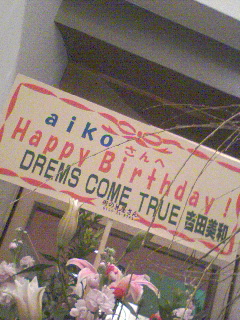 aikoさんへ
Happy Birthday!
DREMS COME TRUE 吉田美和